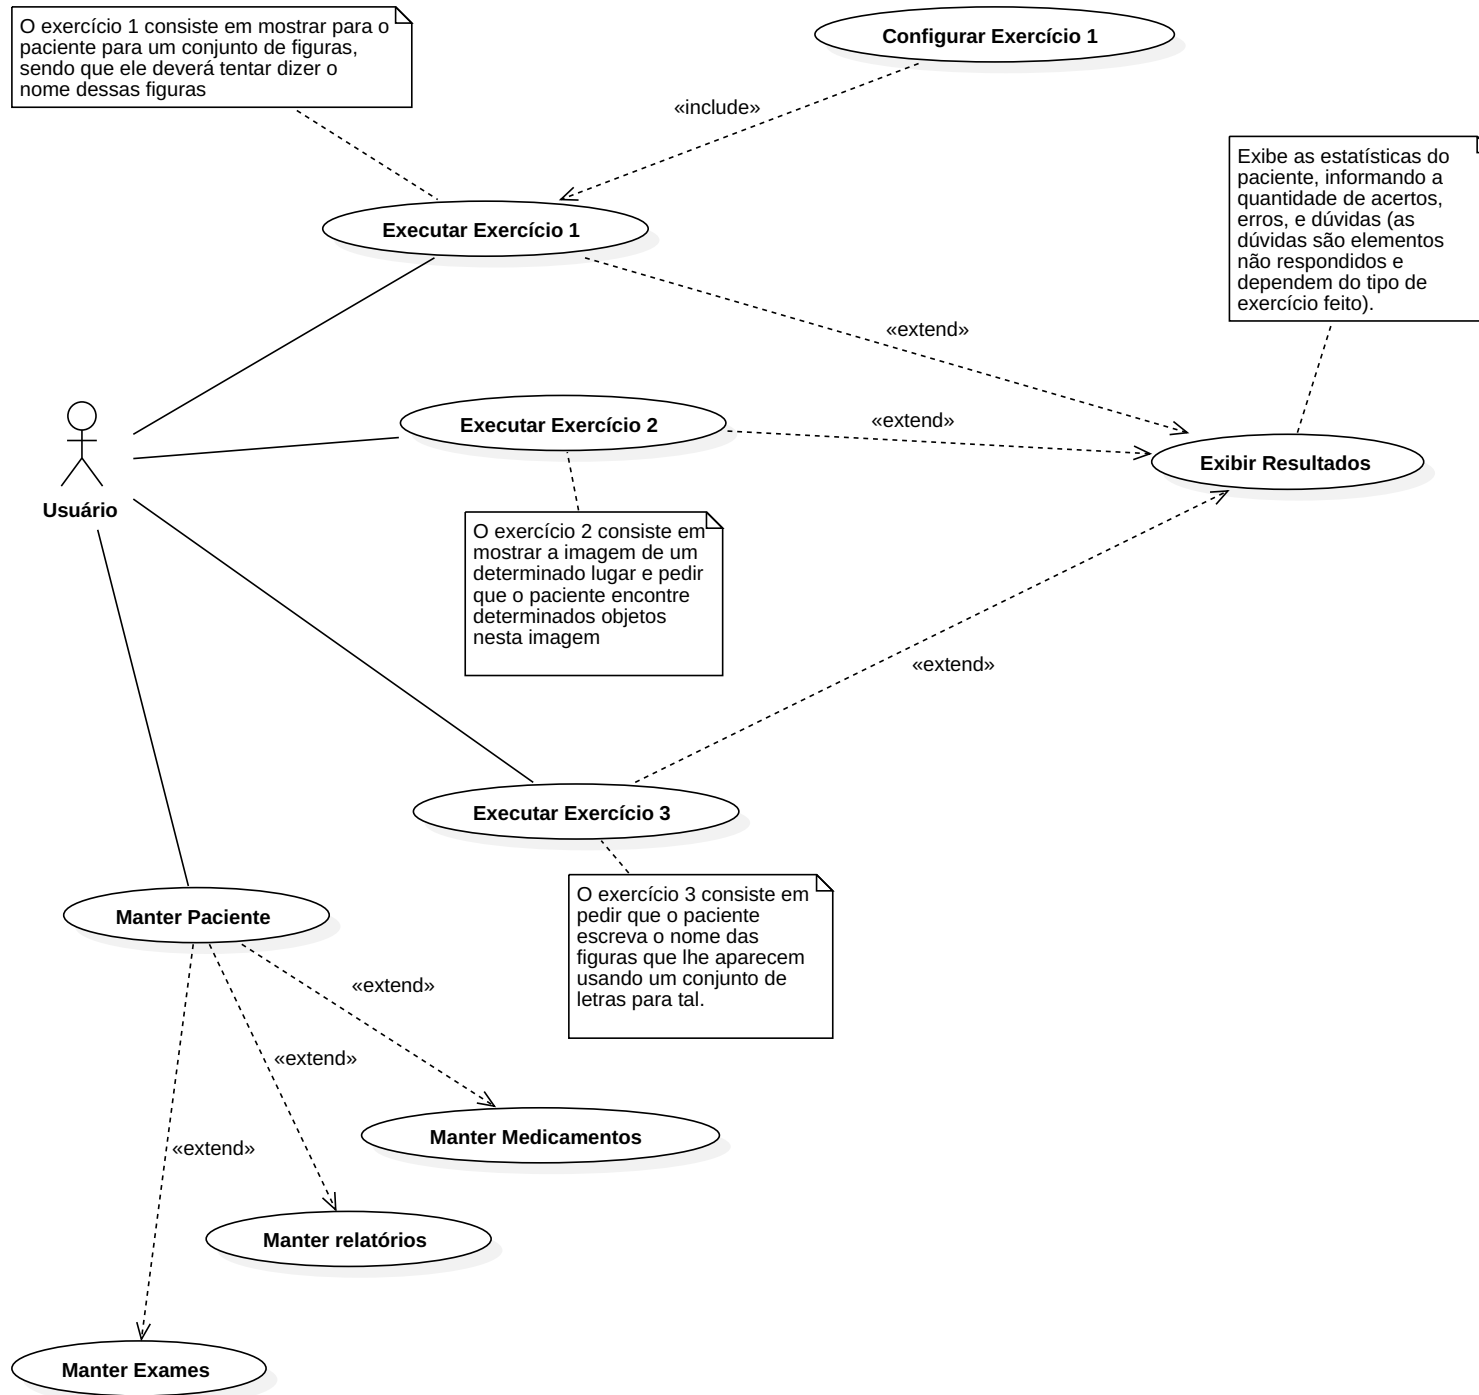 O exercício 1 consiste em mostrar para o
paciente para um conjunto de figuras,
sendo que ele deverá tentar dizer o
nome dessas figuras
Configurar Exercício 1
«include»
Exibe as estatísticas do
paciente, informando a
quantidade de acertos,
erros, e dúvidas (as
dúvidas são elementos
não respondidos e
dependem do tipo de
exercício feito).
Executar Exercício 1
«extend»
Executar Exercício 2
«extend»
Exibir Resultados
Usuário
O exercício 2 consiste em
mostrar a imagem de um
determinado lugar e pedir
que o paciente encontre
determinados objetos
nesta imagem
«extend»
Executar Exercício 3
O exercício 3 consiste em
pedir que o paciente
escreva o nome das
figuras que lhe aparecem
usando um conjunto de
letras para tal.
Manter Paciente
«extend»
«extend»
«extend»
Manter Medicamentos
Manter relatórios
Manter Exames